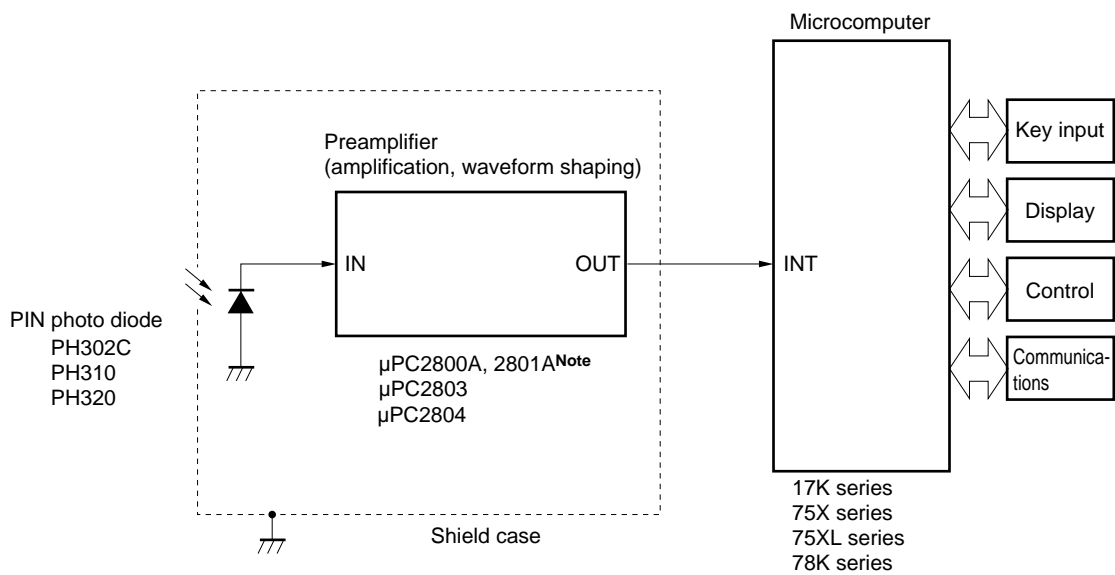 Microcomputer
Preamplifier
(amplification, waveform shaping)
IN
OUT
INT
Key input
Display
Control
Communica-
tions
PIN photo diode
PH302C
PH310
PH320
µPC2800A, 2801ANote
µPC2803
µPC2804
Shield case
17K series
75X series
75XL series
78K series